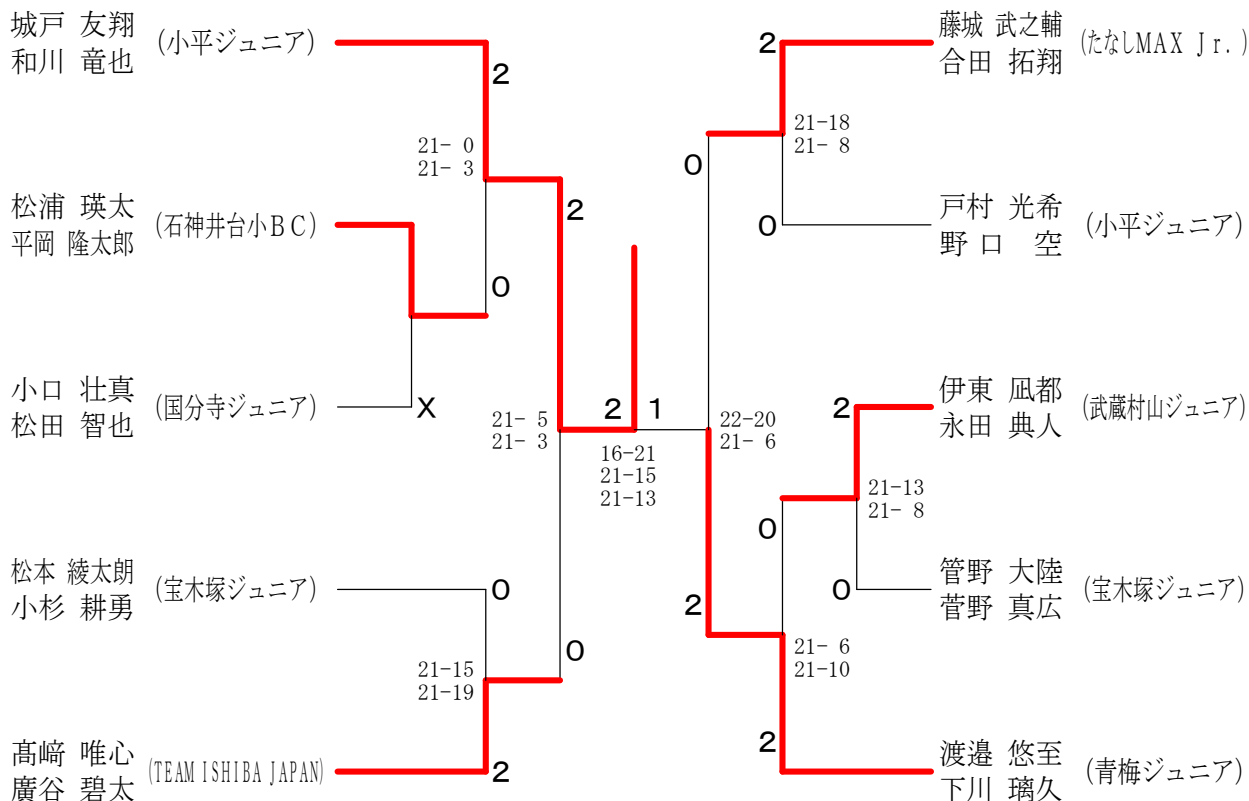 城戸 友翔
和川 竜也
(小平ジュニア)
2
21- 0
21- 3
松浦 瑛太
平岡 隆太郎
(石神井台小BC)
0
2
小口 壮真
松田 智也
(国分寺ジュニア)
X
21- 5
21- 3
松本 綾太朗
小杉 耕勇
(宝木塚ジュニア)
0
21-15
21-19
0
髙﨑 唯心
廣谷 碧太
(TEAM ISHIBA JAPAN)
2
2 1
16-21
21-15
21-13
藤城 武之輔
合田 拓翔
(たなしMAX Jr.)
2
21-18
21- 8
0
戸村 光希
野口 空
(小平ジュニア)
0
22-20
21- 6
伊東 凪都
永田 典人
(武蔵村山ジュニア)
2
21-13
21- 8
0
管野 大陸
菅野 真広
(宝木塚ジュニア)
0
2
21- 6
21-10
渡邉 悠至
下川 璃久
(青梅ジュニア)
2